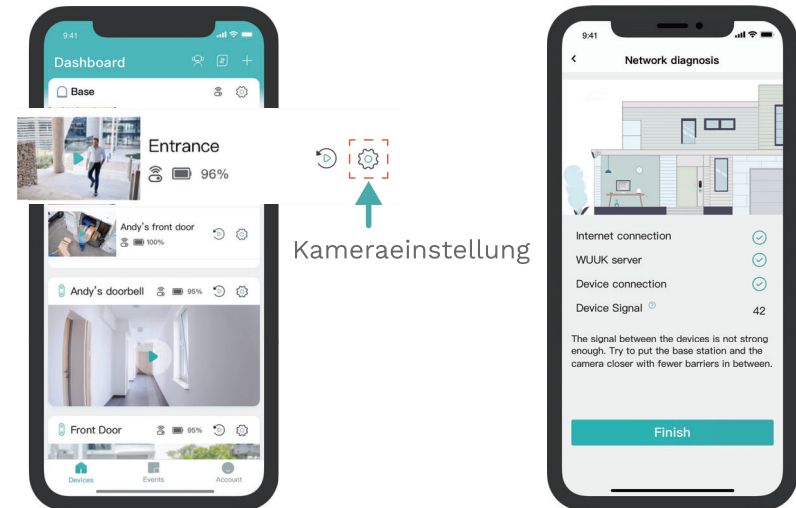 9:41
Dashboard
Base
Entrance
96%
Andy's front door
100%
Kameraeinstellung
Andy's doorbell
95%
Front Door
95%
Devices
Events
Account
9:41
Network diagnosis
Internet connection
WUUK server
Device connection
Device Signal ?
42
The signal between the devices is not strong
enough. Try to put the base station and the
camera closer with fewer barriers in between.
Finish